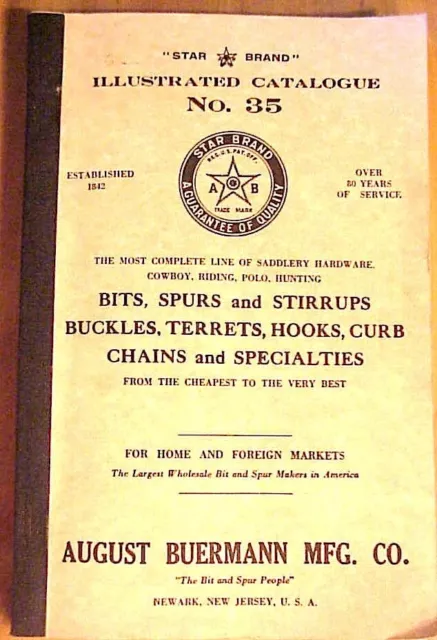 "STAR BRAND"
ILLUSTRATED CATALOGUE
No. 35
STAR BRAND
REG. U.S. PAT. OFF.
A B
TRADE MARK
A GUARANTEE OF QUALITY
ESTABLISHED
1842
OVER
80 YEARS
OF SERVICE
THE MOST COMPLETE LINE OF SADDLERY HARDWARE,
COWBOY, RIDING, POLO, HUNTING
BITS, SPURS and STIRRUPS
BUCKLES, TERRETS, HOOKS, CURB
CHAINS and SPECIALTIES
FROM THE CHEAPEST TO THE VERY BEST
FOR HOME AND FOREIGN MARKETS
The Largest Wholesale Bit and Spur Makers in America
AUGUST BUERMANN MFG. CO.
"The Bit and Spur People"
NEWARK, NEW JERSEY, U. S. A.